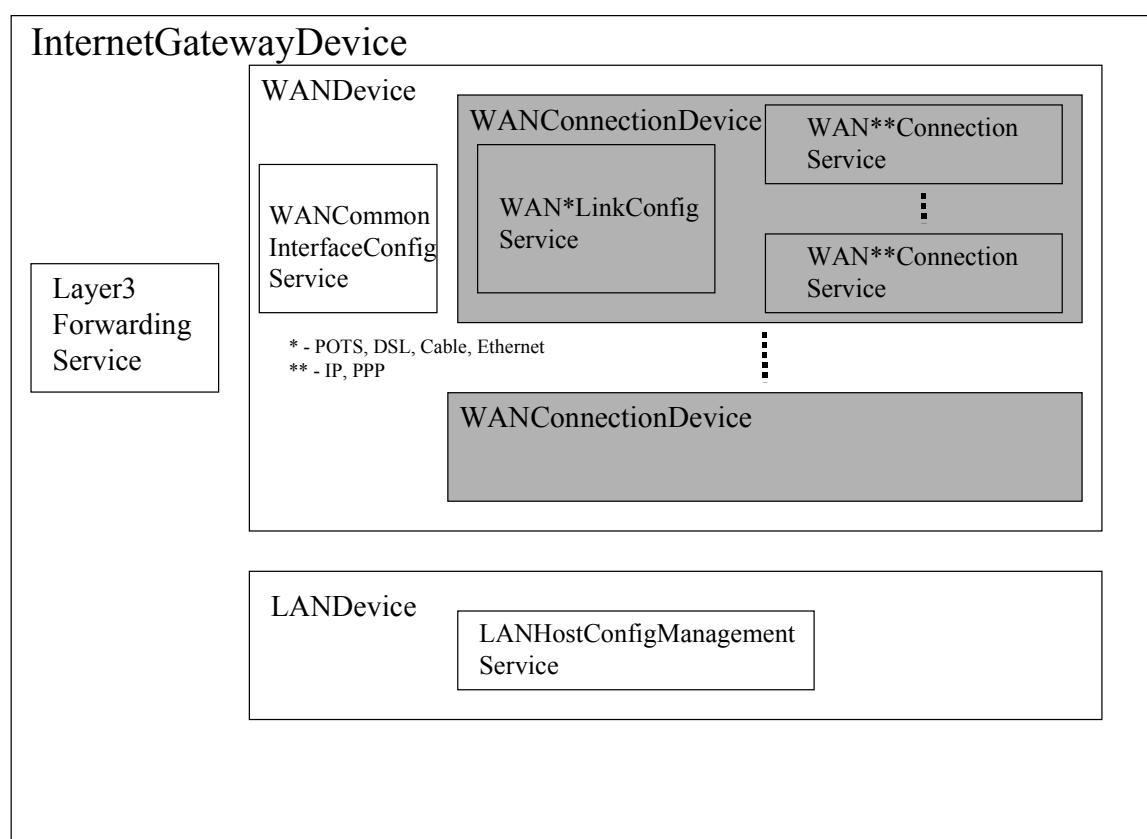 InternetGatewayDevice
WANDevice
WANConnectionDevice
WAN**Connection
Service
WAN*LinkConfig
Service
WANCommon
InterfaceConfig
Service
WAN**Connection
Service
Layer3
Forwarding
Service
* - POTS, DSL, Cable, Ethernet
** - IP, PPP
WANConnectionDevice
LANDevice
LANHostConfigManagement
Service